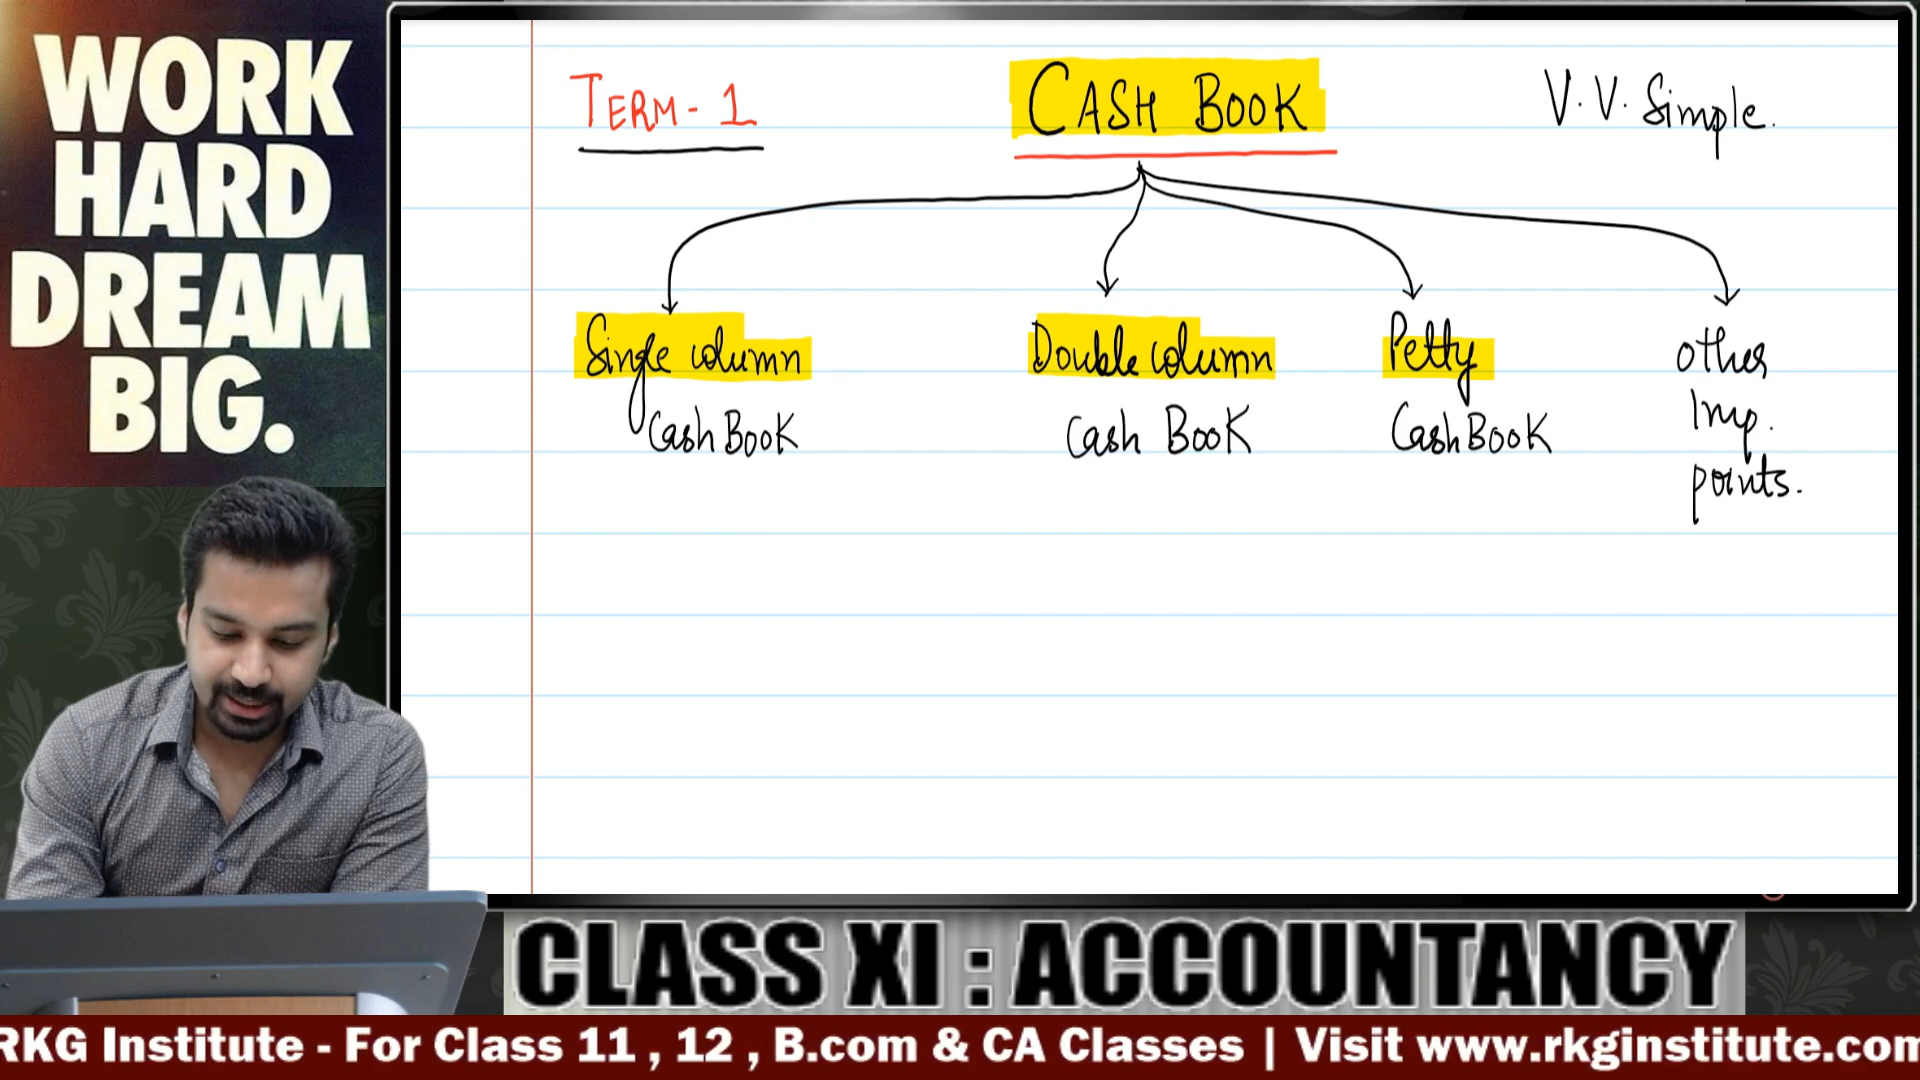 WORK
HARD
DREAM
BIG.
TERM - 1
CASH BOOK
V. V. Simple.
Single column
Cash Book
Double column
Cash Book
Petty
Cash Book
other
Imp.
points.
CLASS XI : ACCOUNTANCY
RKG Institute - For Class 11 , 12 , B.com & CA Classes | Visit www.rkginstitute.com